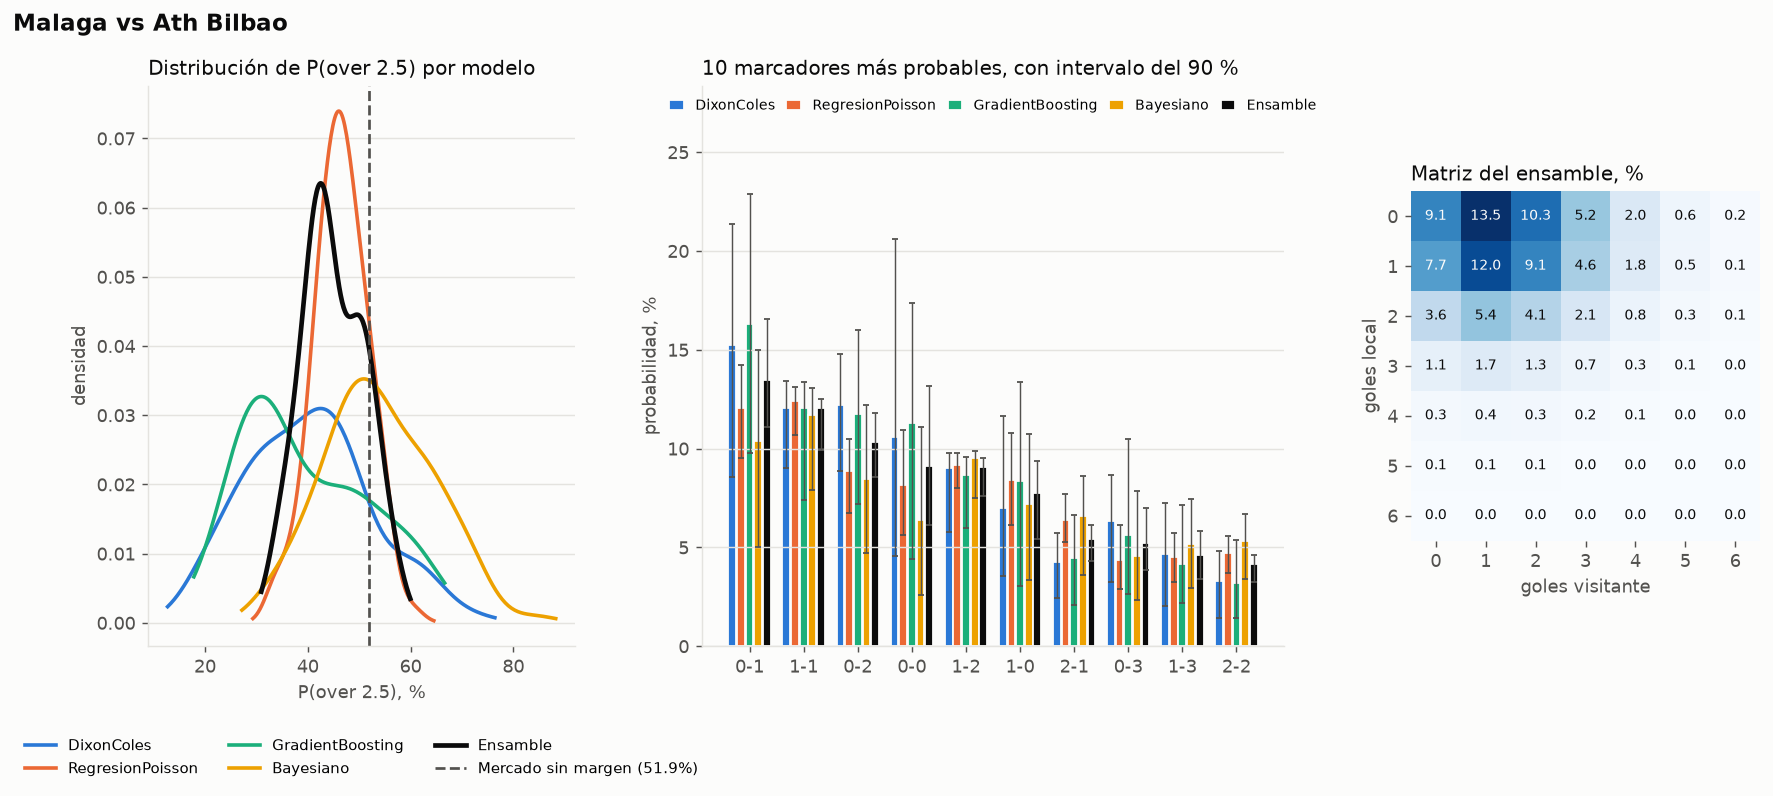 Malaga vs Ath Bilbao
Distribución de P(over 2.5) por modelo
0.07
0.06
0.05
0.04
0.03
0.02
0.01
0.00
densidad
20 40 60 80
P(over 2.5), %
DixonColes
RegresionPoisson
GradientBoosting
Bayesiano
Ensamble
Mercado sin margen (51.9%)
10 marcadores más probables, con intervalo del 90 %
DixonColes RegresionPoisson GradientBoosting Bayesiano Ensamble
25
20
15
10
5
0
probabilidad, %
0-1 1-1 0-2 0-0 1-2 1-0 2-1 0-3 1-3 2-2
Matriz del ensamble, %
goles local
0 9.1 13.5 10.3 5.2 2.0 0.6 0.2
1 7.7 12.0 9.1 4.6 1.8 0.5 0.1
2 3.6 5.4 4.1 2.1 0.8 0.3 0.1
3 1.1 1.7 1.3 0.7 0.3 0.1 0.0
4 0.3 0.4 0.3 0.2 0.1 0.0 0.0
5 0.1 0.1 0.1 0.0 0.0 0.0 0.0
6 0.0 0.0 0.0 0.0 0.0 0.0 0.0
0 1 2 3 4 5 6
goles visitante